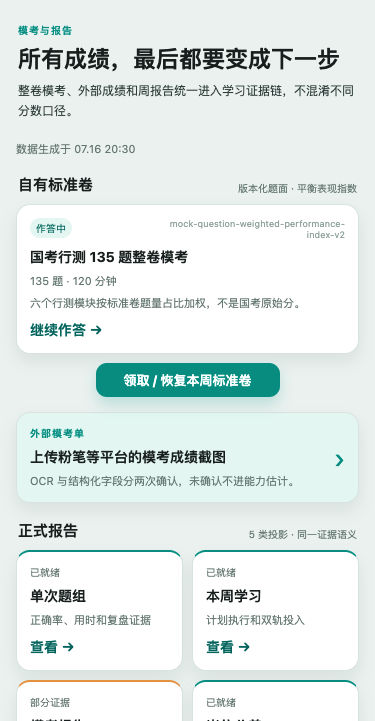 模考与报告
所有成绩，最后都要变成下一步
整卷模考、外部成绩和周报告统一进入学习证据链，不混淆不同
分数口径。
数据生成于 07.16 20:30
自有标准卷
版本化题面 · 平衡表现指数
作答中
mock-question-weighted-performance-
index-v2
国考行测 135 题整卷模考
135 题 · 120 分钟
六个行测模块按标准卷题量占比加权，不是国考原始分。
继续作答 →
领取 / 恢复本周标准卷
外部模考单
上传粉笔等平台的模考成绩截图
OCR 与结构化字段分两次确认，未确认不进能力估计。
正式报告
5 类投影 · 同一证据语义
已就绪
单次题组
正确率、用时和复盘证据
查看 →
已就绪
本周学习
计划执行和双轨投入
查看 →
部分证据
已就绪